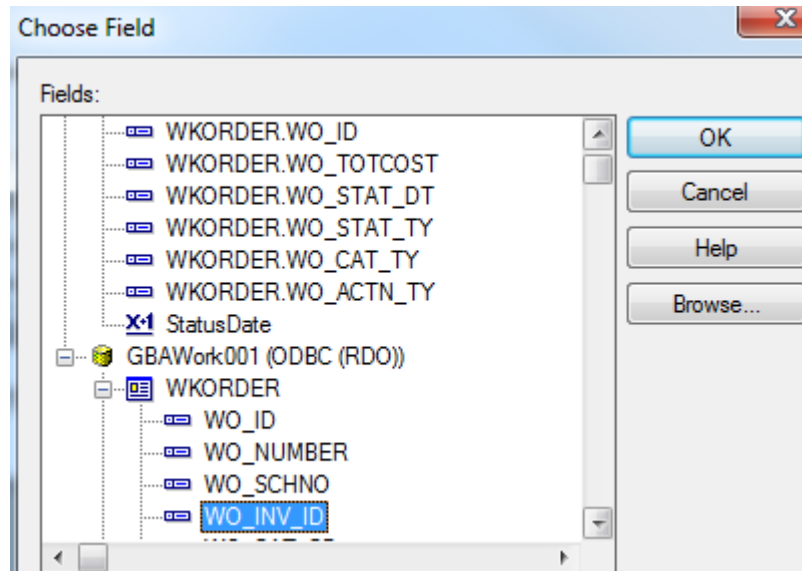 Choose Field
Fields:
WKORDER.WO_ID
WKORDER.WO_TOTCOST
WKORDER.WO_STAT_DT
WKORDER.WO_STAT_TY
WKORDER.WO_CAT_TY
WKORDER.WO_ACTN_TY
X+1 StatusDate
GBAWork001 (ODBC (RDO))
WKORDER
WO_ID
WO_NUMBER
WO_SCHNO
WO_INV_ID
OK
Cancel
Help
Browse...